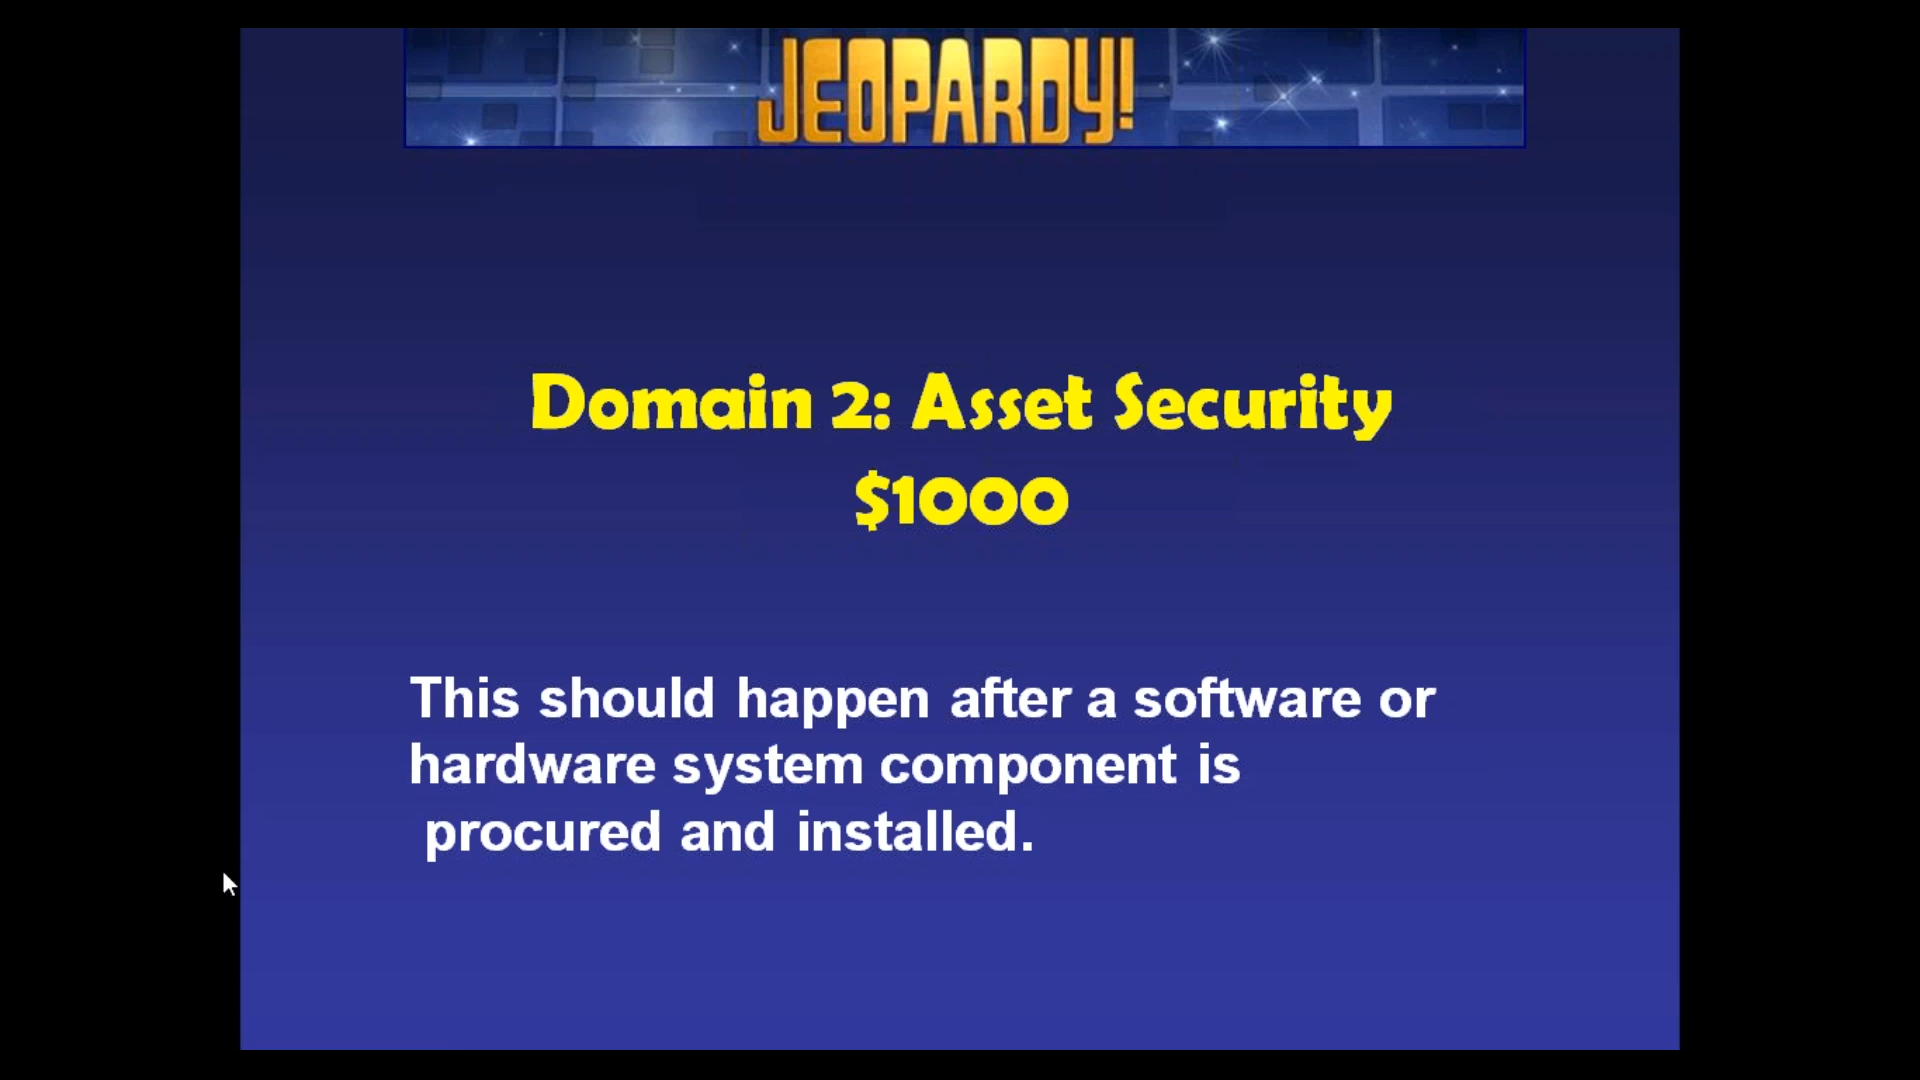 JEOPARDY!
Domain 2: Asset Security
$1000
This should happen after a software or
hardware system component is
procured and installed.